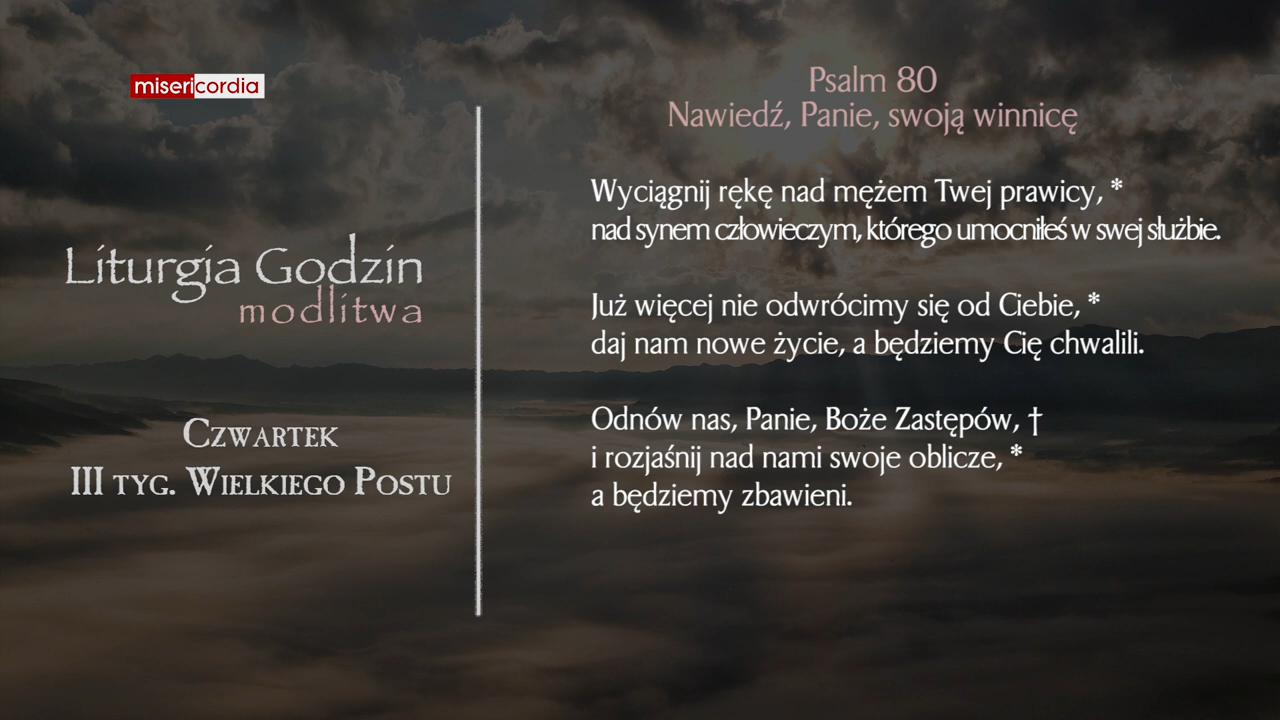 misericordia
Liturgia Godzin
modlitwa
Czwartek
III tyg. Wielkiego Postu
Psalm 80
Nawiedź, Panie, swoją winnicę
Wyciągnij rękę nad mężem Twej prawicy, *
nad synem człowieczym, którego umocniłeś w swej służbie.
Już więcej nie odwrócimy się od Ciebie, *
daj nam nowe życie, a będziemy Cię chwalili.
Odnów nas, Panie, Boże Zastępów, †
i rozjaśnij nad nami swoje oblicze, *
a będziemy zbawieni.